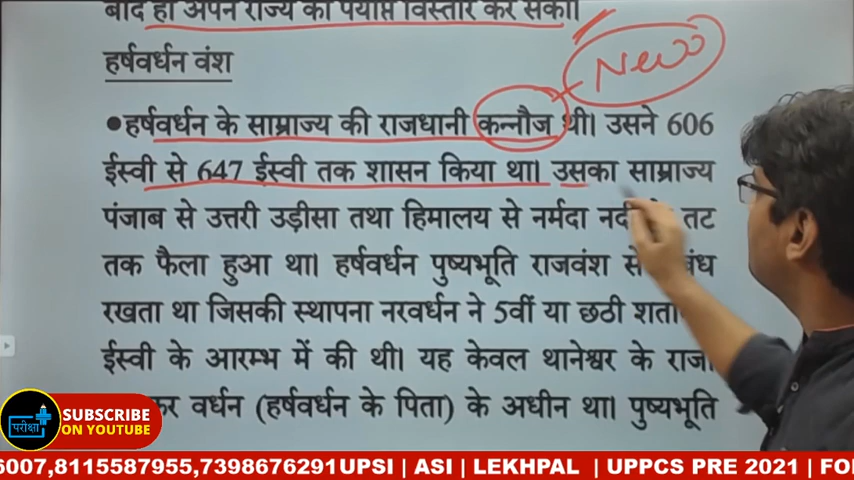 बाद ही अपने राज्य का पर्याप्त विस्तार कर सका।
New
हर्षवर्धन वंश
●हर्षवर्धन के साम्राज्य की राजधानी कन्नौज थी। उसने 606
ईस्वी से 647 ईस्वी तक शासन किया था। उसका साम्राज्य
पंजाब से उत्तरी उड़ीसा तथा हिमालय से नर्मदा तट
तक फैला हुआ था। हर्षवर्धन पुष्यभूति राजवंश से
रखता था जिसकी स्थापना नरवर्धन ने 5वीं या छठी
ईस्वी के आरम्भ में की थी। यह केवल थानेश्वर के राजा
वर्धन (हर्षवर्धन के पिता) के अधीन था। पुष्यभूति
परीक्षा
SUBSCRIBE
ON YOUTUBE
6007,8115587955,7398676291UPSI | ASI | LEKHPAL | UPPCS PRE 2021 | FO